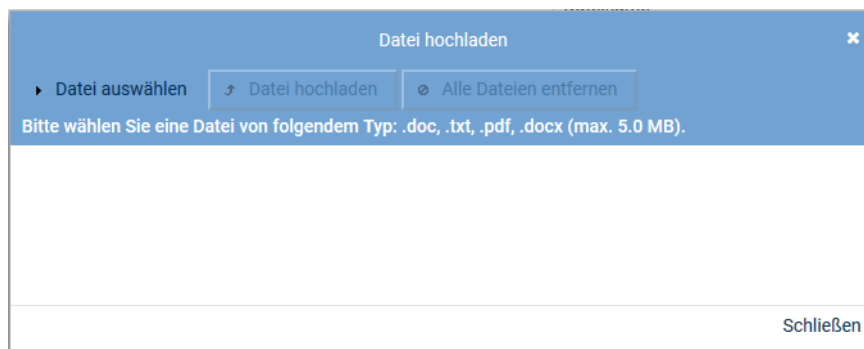 Datei hochladen
Datei auswählen Datei hochladen Alle Dateien entfernen
Bitte wählen Sie eine Datei von folgendem Typ: .doc, .txt, .pdf, .docx (max. 5.0 MB).
Schließen